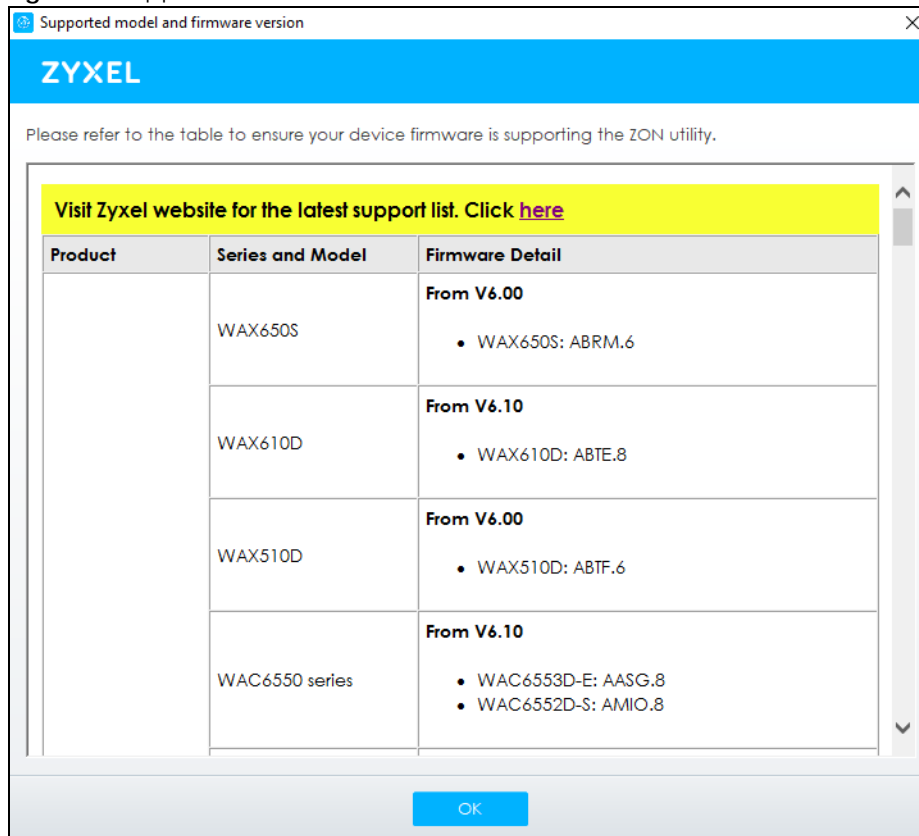 Supported model and firmware version
ZYXEL
Please refer to the table to ensure your device firmware is supporting the ZON utility.
Visit Zyxel website for the latest support list. Click here
Product Series and Model Firmware Detail
WAX650S
From V6.00
• WAX650S: ABRM.6
WAX610D
From V6.10
• WAX610D: ABTE.8
WAX510D
From V6.00
• WAX510D: ABTF.6
WAC6550 series
From V6.10
• WAC6553D-E: AASG.8
• WAC6552D-S: AMIO.8
OK